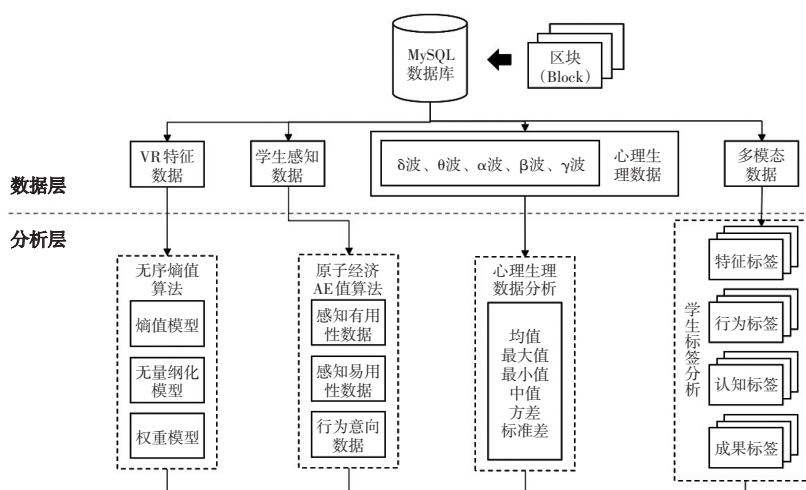 MySQL
数据库
区块
（Block）
VR特征
数据
学生感知
数据
δ波、θ波、α波、β波、γ波
心理生
理数据
多模态
数据
数据层
分析层
无序熵值
算法
熵值模型
无量纲化
模型
权重模型
原子经济
AE值算法
感知有用
性数据
感知易用
性数据
行为意向
数据
心理生理
数据分析
均值
最大值
最小值
中值
方差
标准差
学生标签分析
特征标签
行为标签
认知标签
成果标签